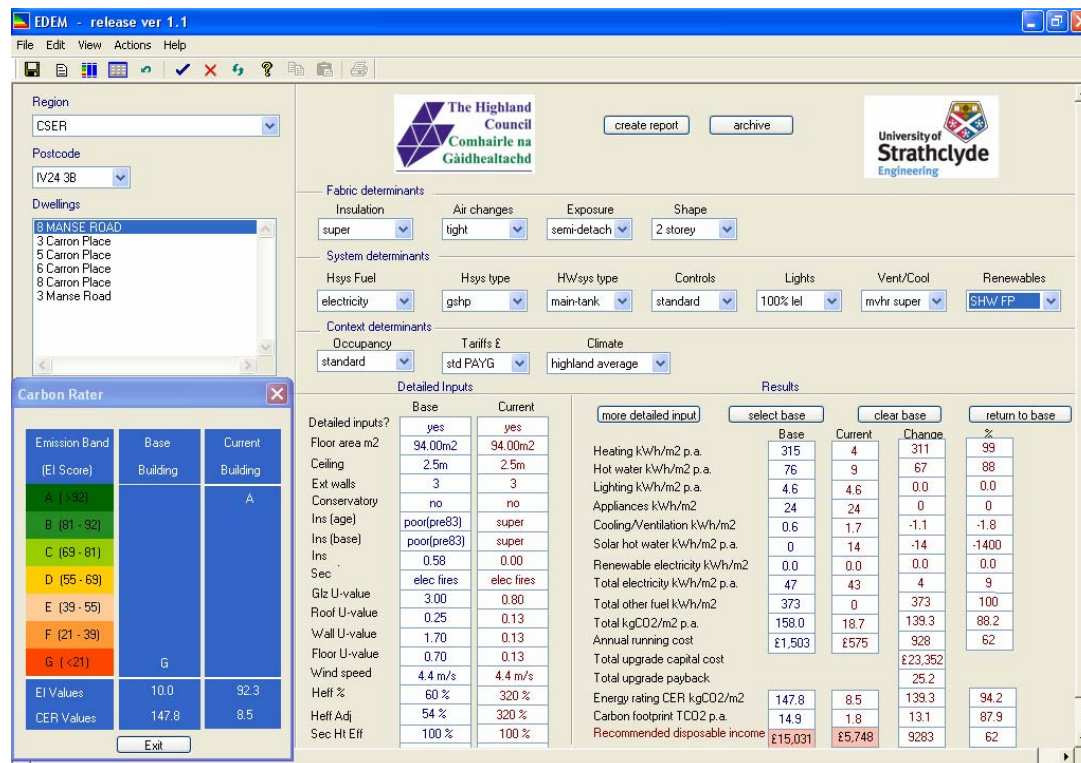 EDEM - release ver 1.1
File Edit View Actions Help
Region
CSER
Postcode
IV24 3B
Dwellings
8 MANSE ROAD
3 Carron Place
5 Carron Place
6 Carron Place
8 Carron Place
3 Manse Road
The Highland
Council
Comhairle na
Gàidhealtachd
create report archive
University of
Strathclyde
Engineering
Fabric determinants
Insulation Air changes Exposure Shape
super tight semi-detach 2 storey
System determinants
Hsys Fuel Hsys type HWsys type Controls Lights Vent/Cool Renewables
electricity gshp main-tank standard 100% lel mvhr super SHW FP
Context determinants
Occupancy Tariffs £ Climate
standard std PAYG highland average
Carbon Rater
Emission Band Base Current
(EI Score) Building Building
A (>92) A
B (81 - 92)
C (69 - 81)
D (55 - 69)
E (39 - 55)
F (21 - 39)
G (<21) G
EI Values 10.0 92.3
CER Values 147.8 8.5
Exit
Detailed Inputs
Base Current
Detailed inputs? yes yes
Floor area m2 94.00m2 94.00m2
Ceiling 2.5m 2.5m
Ext walls 3 3
Conservatory no no
Ins (age) poor(pre83) super
Ins (base) poor(pre83) super
Ins 0.58 0.00
Sec elec fires elec fires
Glz U-value 3.00 0.80
Roof U-value 0.25 0.13
Wall U-value 1.70 0.13
Floor U-value 0.70 0.13
Wind speed 4.4 m/s 4.4 m/s
Heff % 60 % 320 %
Heff Adj 54 % 320 %
Sec Ht Eff 100 % 100 %
Results
more detailed input select base clear base return to base
Base Current Change %
Heating kWh/m2 p.a. 315 4 311 99
Hot water kWh/m2 p.a. 76 9 67 88
Lighting kWh/m2 p.a. 4.6 4.6 0.0 0.0
Appliances kWh/m2 24 24 0 0
Cooling/Ventilation kWh/m2 0.6 1.7 -1.1 -1.8
Solar hot water kWh/m2 p.a. 0 14 -14 -1400
Renewable electricity kWh/m2 0.0 0.0 0.0 0.0
Total electricity kWh/m2 p.a. 47 43 4 9
Total other fuel kWh/m2 373 0 373 100
Total kgCO2/m2 p.a. 158.0 18.7 139.3 88.2
Annual running cost £1,503 £575 928 62
Total upgrade capital cost £23,352
Total upgrade payback 25.2
Energy rating CER kgCO2/m2 147.8 8.5 139.3 94.2
Carbon footprint TCO2 p.a. 14.9 1.8 13.1 87.9
Recommended disposable income £15,031 £5,748 9283 62